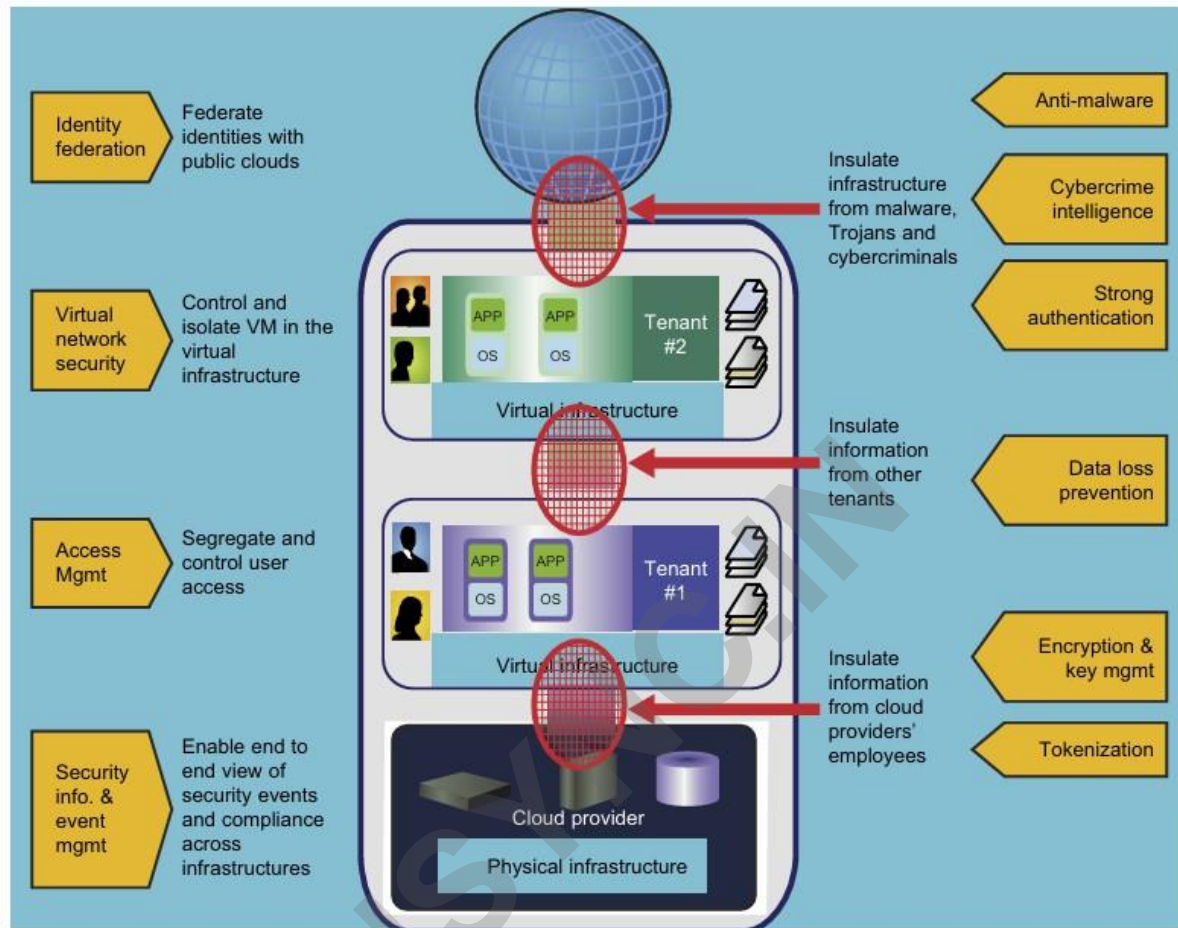 Identity
federation
Federate
identities with
public clouds
Virtual
network
security
Control and
isolate VM in the
virtual
infrastructure
Access
Mgmt
Segregate and
control user
access
Security
info. &
event
mgmt
Enable end to
end view of
security events
and compliance
across
infrastructures
APP
APP
OS
OS
Tenant
#2
Virtual infrastructure
APP
APP
OS
OS
Tenant
#1
Virtual infrastructure
Cloud provider
Physical infrastructure
Insulate
infrastructure
from malware,
Trojans and
cybercriminals
Insulate
information
from other
tenants
Insulate
information
from cloud
providers'
employees
Anti-malware
Cybercrime
intelligence
Strong
authentication
Data loss
prevention
Encryption &
key mgmt
Tokenization
SYNC.IN